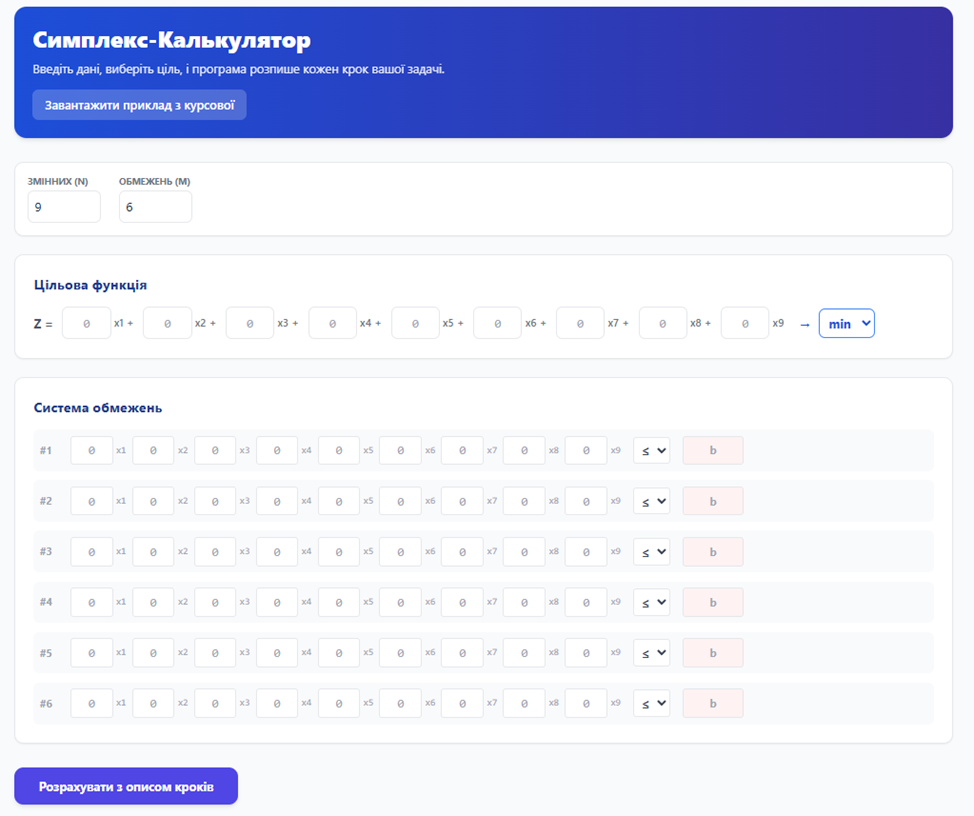 Симплекс-Калькулятор
Введіть дані, виберіть ціль, і програма розпише кожен крок вашої задачі.
Завантажити приклад з курсової
ЗМІННИХ (N) ОБМЕЖЕНЬ (M)
9 6
Цільова функція
Z = 0 x1 + 0 x2 + 0 x3 + 0 x4 + 0 x5 + 0 x6 + 0 x7 + 0 x8 + 0 x9 → min
Система обмежень
#1 0 x1 0 x2 0 x3 0 x4 0 x5 0 x6 0 x7 0 x8 0 x9 ≤ b
#2 0 x1 0 x2 0 x3 0 x4 0 x5 0 x6 0 x7 0 x8 0 x9 ≤ b
#3 0 x1 0 x2 0 x3 0 x4 0 x5 0 x6 0 x7 0 x8 0 x9 ≤ b
#4 0 x1 0 x2 0 x3 0 x4 0 x5 0 x6 0 x7 0 x8 0 x9 ≤ b
#5 0 x1 0 x2 0 x3 0 x4 0 x5 0 x6 0 x7 0 x8 0 x9 ≤ b
#6 0 x1 0 x2 0 x3 0 x4 0 x5 0 x6 0 x7 0 x8 0 x9 ≤ b
Розрахувати з описом кроків